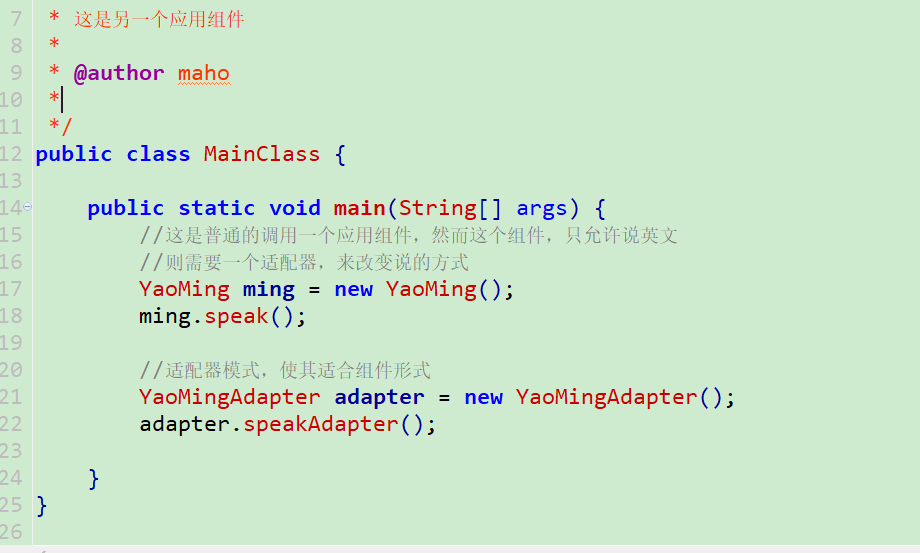 7 * 这是另一个应用组件
8 *
9 * @author maho
10 *
11 */
12 public class MainClass {
13
14 public static void main(String[] args) {
15 //这是普通的调用一个应用组件，然而这个组件，只允许说英文
16 //则需要一个适配器，来改变说的方式
17 YaoMing ming = new YaoMing();
18 ming.speak();
19
20 //适配器模式，使其适合组件形式
21 YaoMingAdapter adapter = new YaoMingAdapter();
22 adapter.speakAdapter();
23
24 }
25 }
26